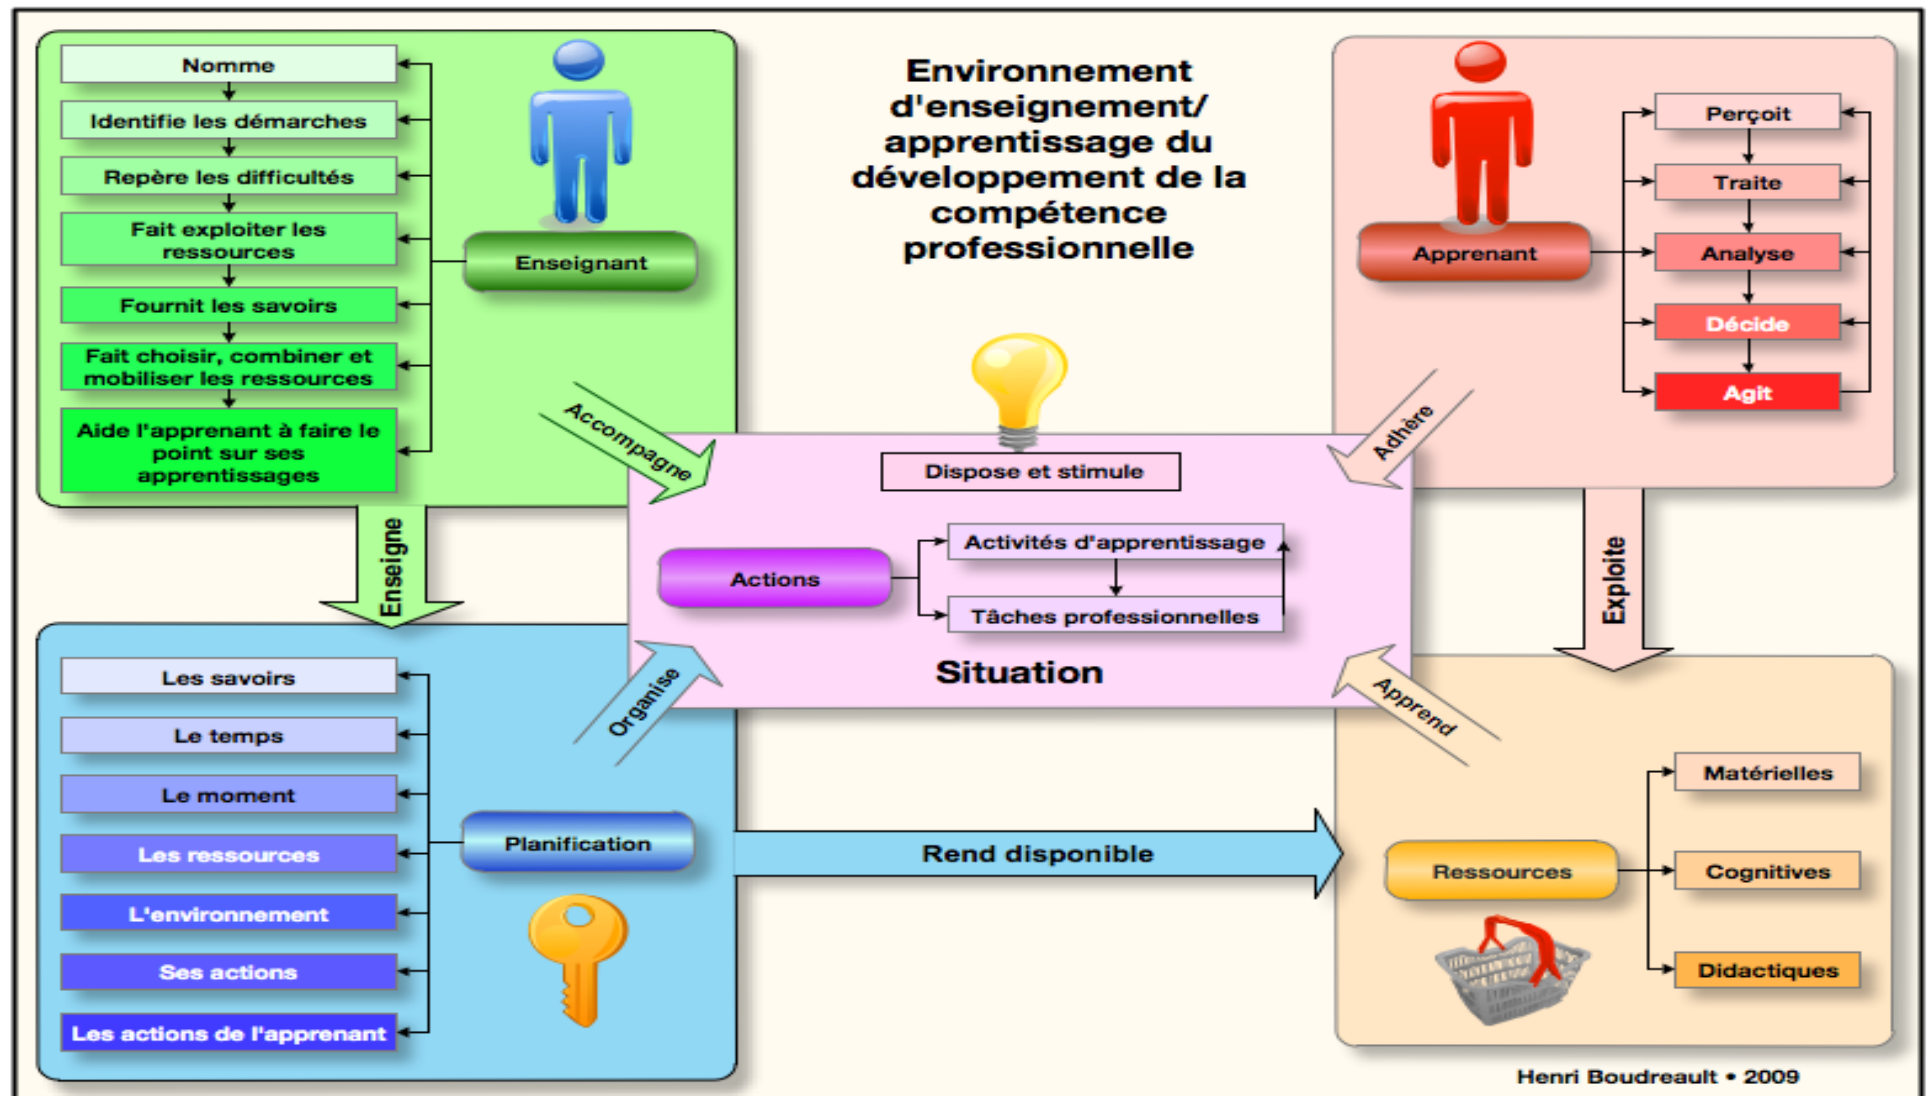 Environnement
d'enseignement/
apprentissage du
développement de la
compétence
professionnelle
Nomme
Identifie les démarches
Repère les difficultés
Fait exploiter les
ressources
Fournit les savoirs
Fait choisir, combiner et
mobiliser les ressources
Aide l'apprenant à faire le
point sur ses
apprentissages
Enseignant
Apprenant
Perçoit
Traite
Analyse
Décide
Agit
Accompagne
Adhère
Dispose et stimule
Actions
Activités d'apprentissage
Tâches professionnelles
Situation
Enseigne
Exploite
Organise
Apprend
Les savoirs
Le temps
Le moment
Les ressources
L'environnement
Ses actions
Les actions de l'apprenant
Planification
Rend disponible
Ressources
Matérielles
Cognitives
Didactiques
Henri Boudreault • 2009